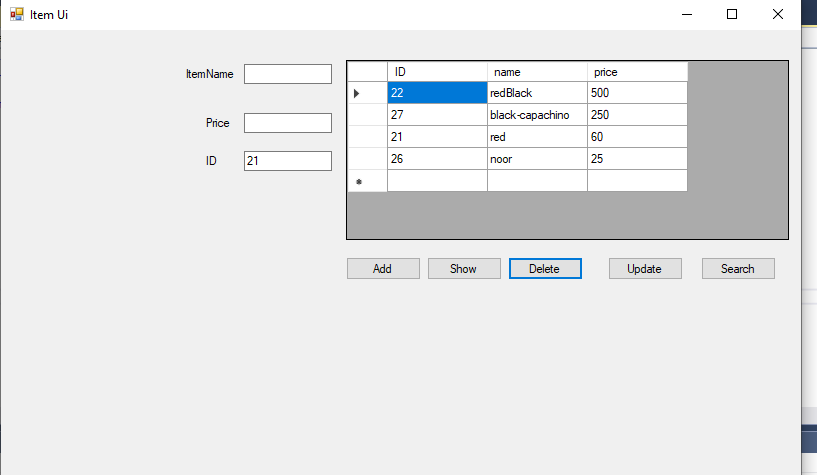 Item Ui
ItemName
Price
ID 21
ID name price
22 redBlack 500
27 black-capachino 250
21 red 60
26 noor 25
Add Show Delete Update Search